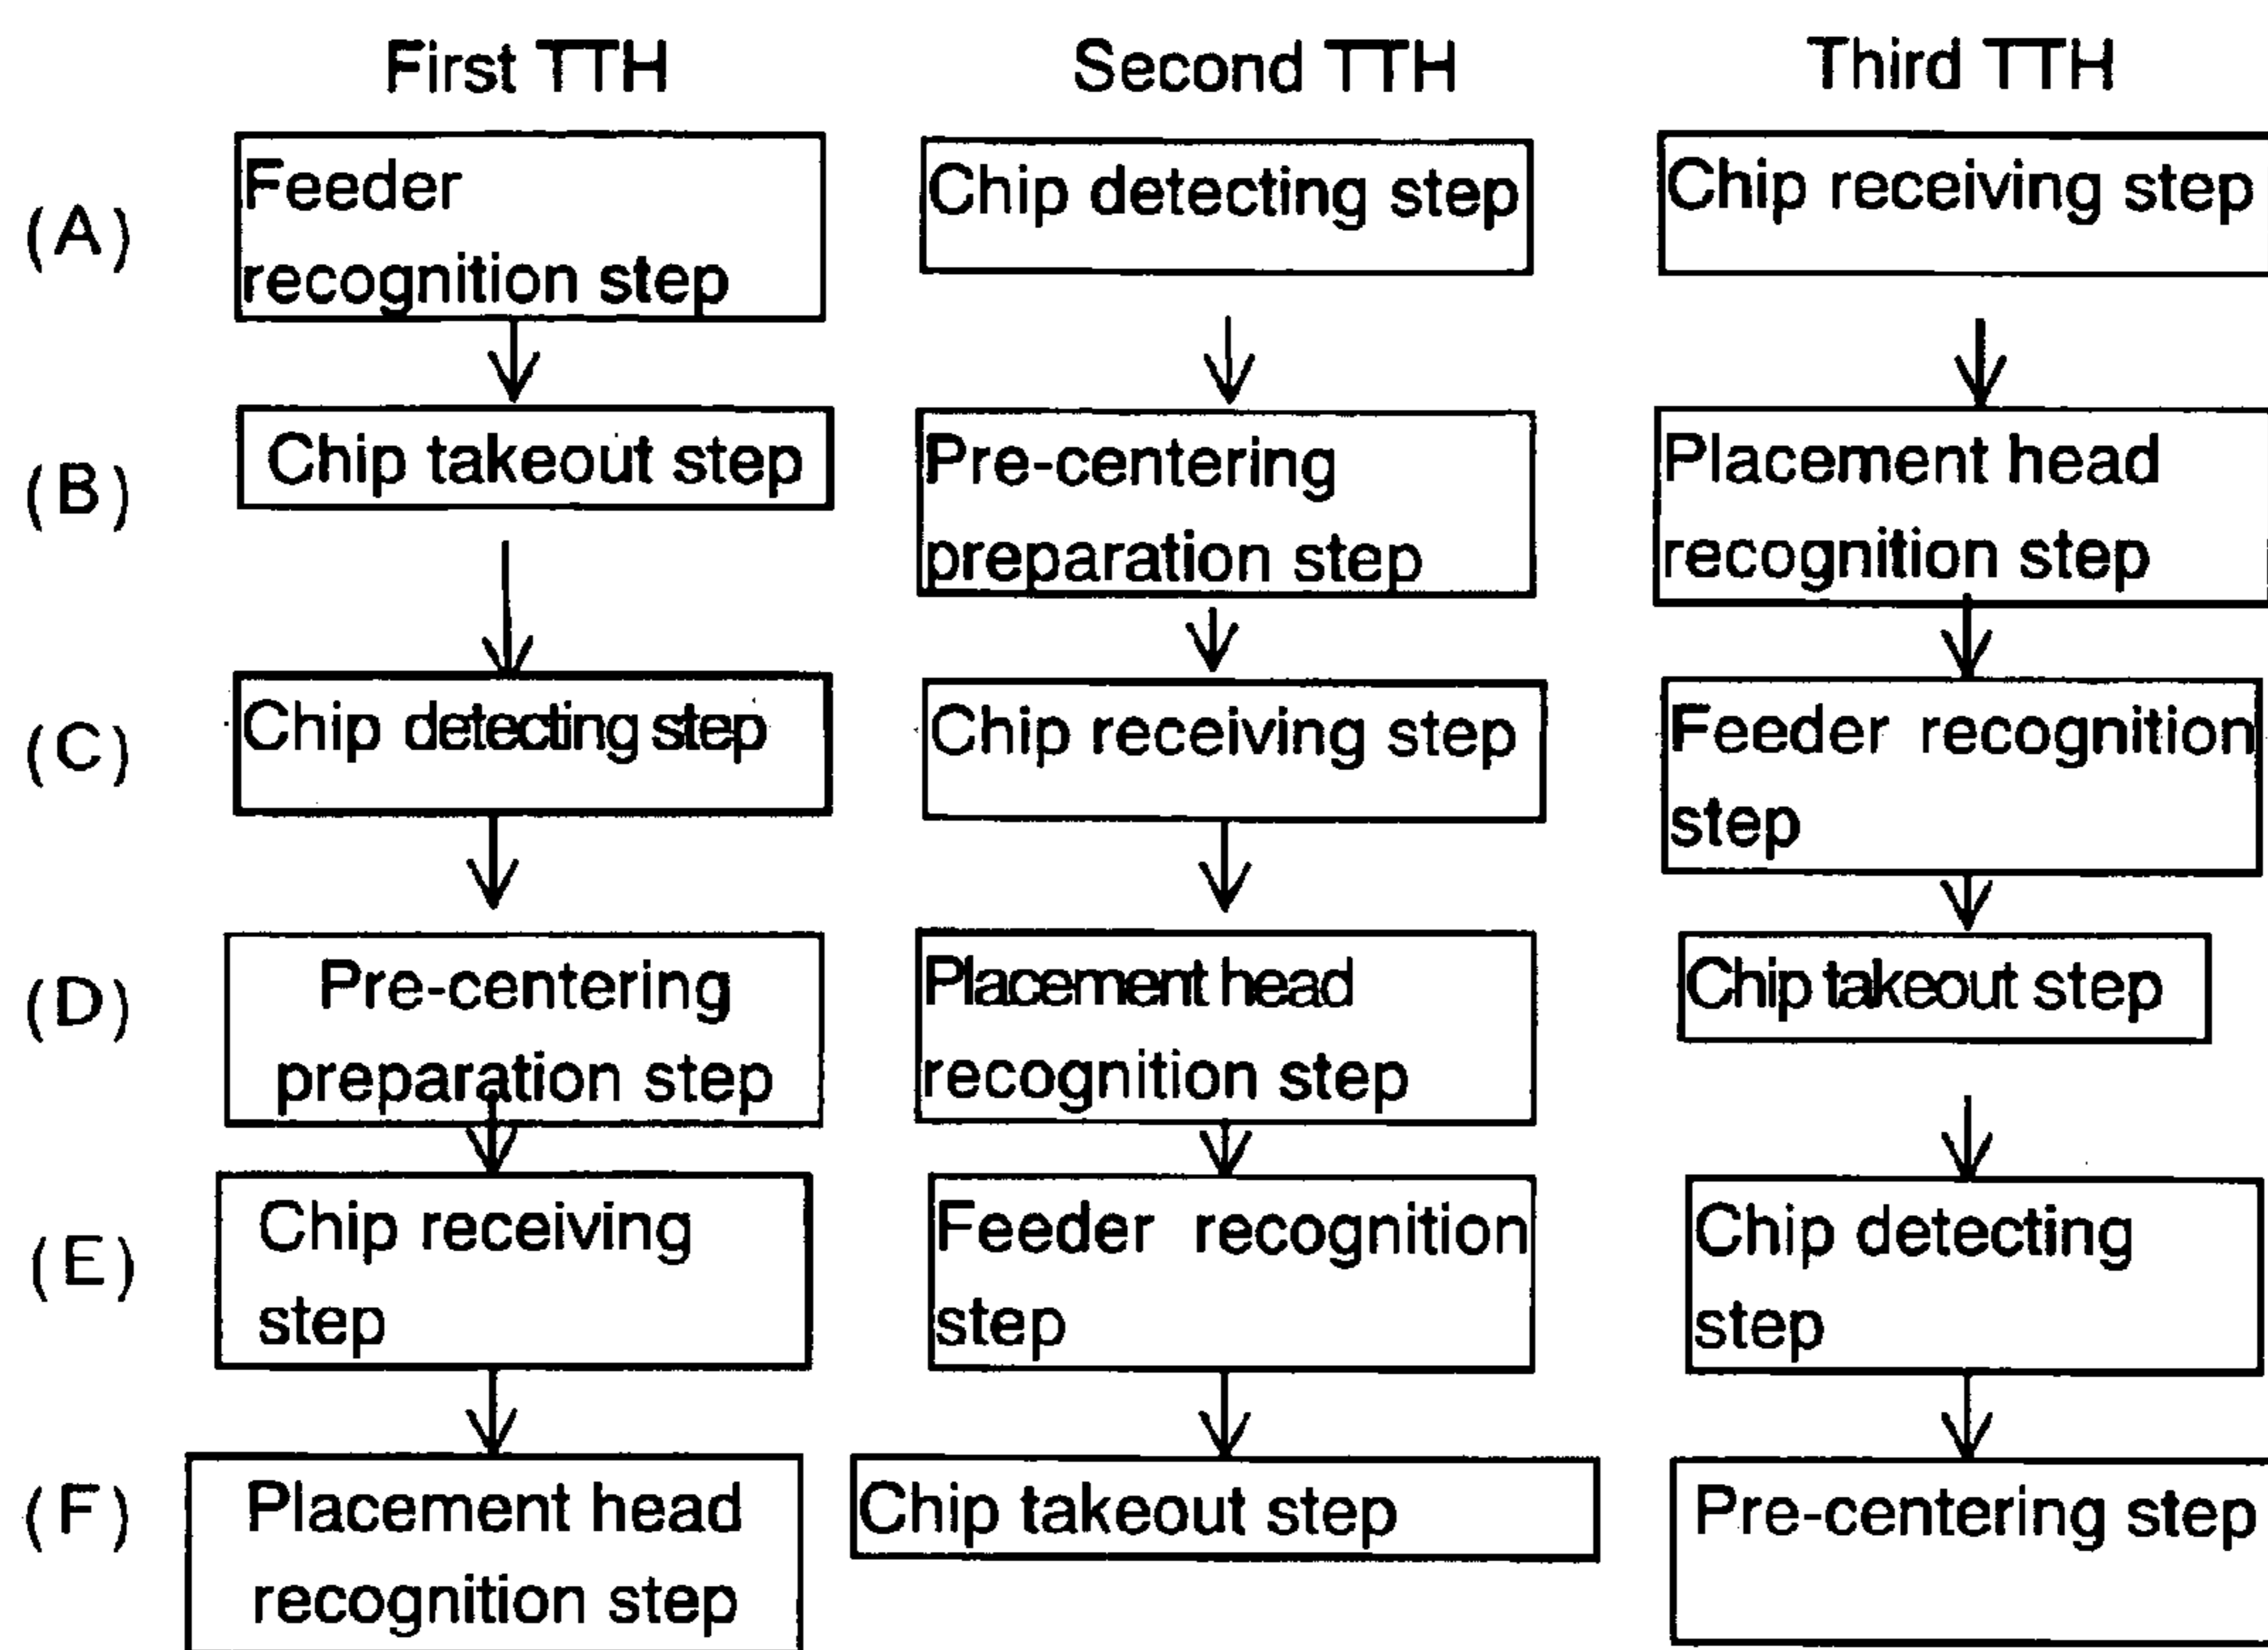 First TTH Second TTH Third TTH
(A) Feeder recognition step Chip detecting step Chip receiving step
(B) Chip takeout step Pre-centering preparation step Placement head recognition step
(C) Chip detecting step Chip receiving step Feeder recognition step
(D) Pre-centering preparation step Placement head recognition step Chip takeout step
(E) Chip receiving step Feeder recognition step Chip detecting step
(F) Placement head recognition step Chip takeout step Pre-centering step